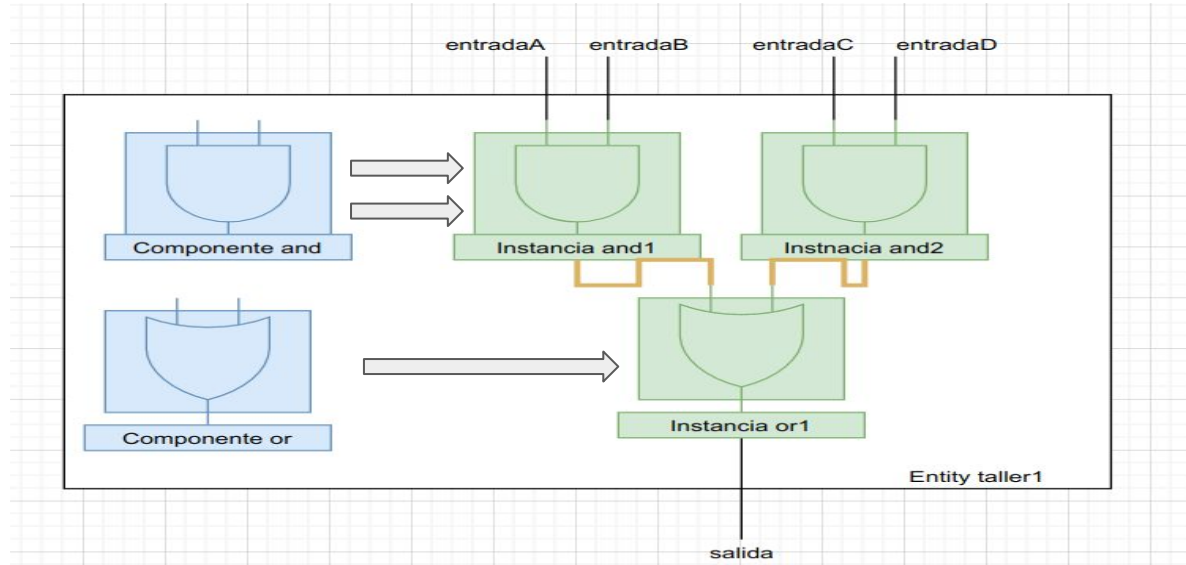 entradaA entradaB entradaC entradaD
Componente and
Instancia and1
Instnacia and2
Componente or
Instancia or1
Entity taller1
salida